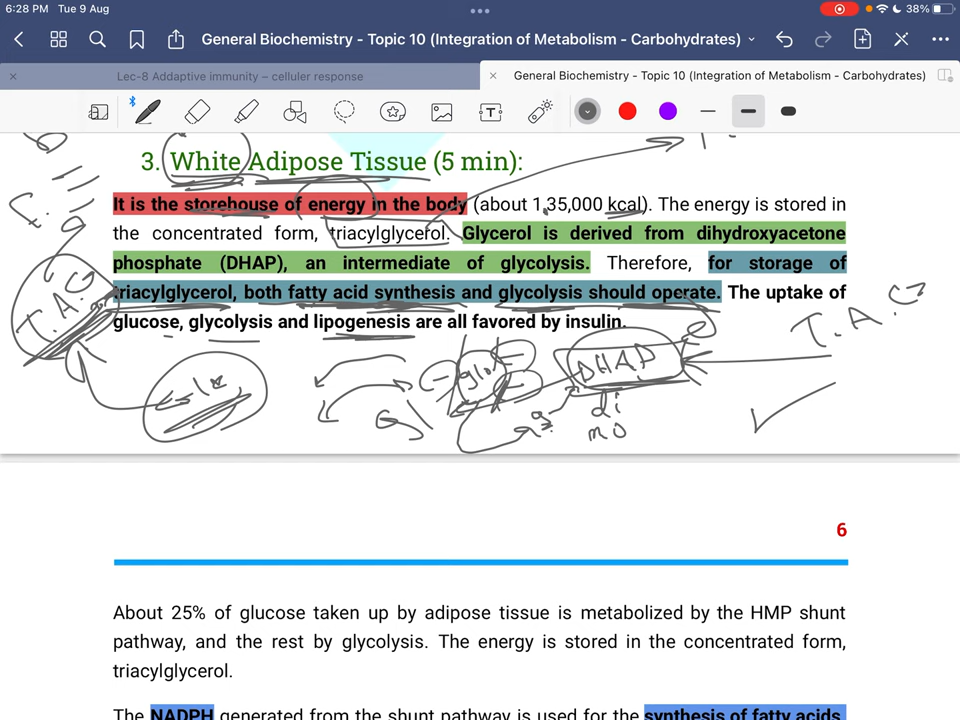 6:28 PM Tue 9 Aug
38%
General Biochemistry - Topic 10 (Integration of Metabolism - Carbohydrates)
Lec-8 Addaptive immunity – celluler response
General Biochemistry - Topic 10 (Integration of Metabolism - Carbohydrates)
3. White Adipose Tissue (5 min):
It is the storehouse of energy in the body (about 1,35,000 kcal). The energy is stored in
the concentrated form, triacylglycerol. Glycerol is derived from dihydroxyacetone
phosphate (DHAP), an intermediate of glycolysis. Therefore, for storage of
triacylglycerol, both fatty acid synthesis and glycolysis should operate. The uptake of
glucose, glycolysis and lipogenesis are all favored by insulin.
T.A.G
T.A.G
DHAP
di
6
About 25% of glucose taken up by adipose tissue is metabolized by the HMP shunt
pathway, and the rest by glycolysis. The energy is stored in the concentrated form,
triacylglycerol.
The NADPH generated from the shunt pathway is used for the synthesis of fatty acids,